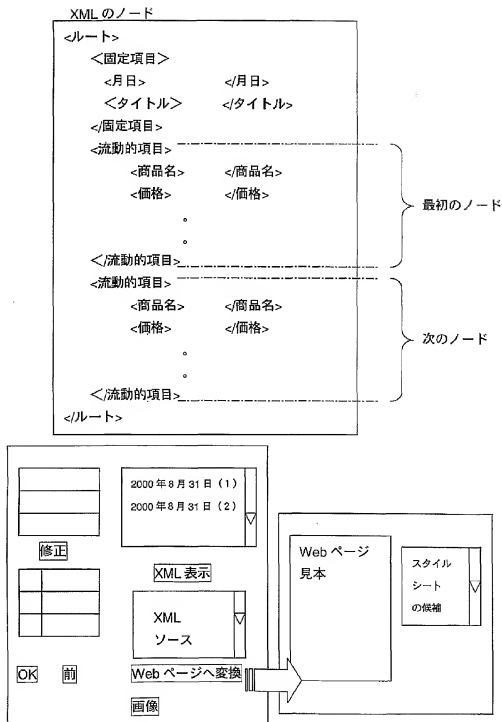 XMLのノード
<ルート>
<固定項目>
<月日> </月日>
<タイトル> </タイトル>
</固定項目>
<流動的項目>
<商品名> </商品名>
<価格> </価格>
。
。
</流動的項目>
最初のノード
<流動的項目>
<商品名> </商品名>
<価格> </価格>
。
。
</流動的項目>
次のノード
</ルート>
2000年8月31日(1)
2000年8月31日(2)
修正
XML表示
XML
ソース
OK
前
Webページへ変換
画像
Webページ
見本
スタイル
シート
の候補